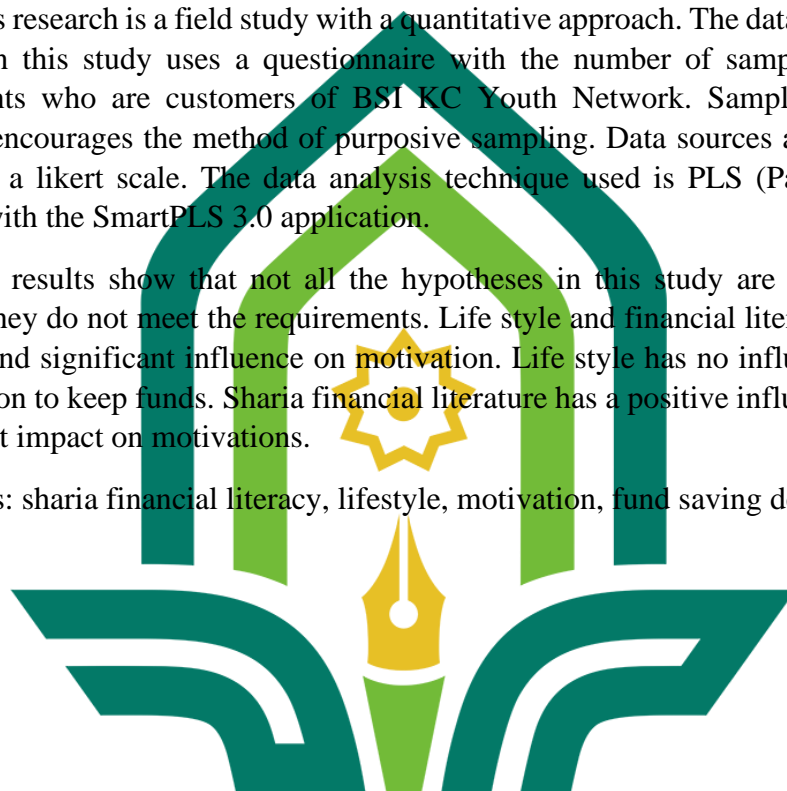 s research is a field study with a quantitative approach. The data
n this study uses a questionnaire with the number of samp
nts who are customers of BSI KC Youth Network. Sampl
encourages the method of purposive sampling. Data sources a
a likert scale. The data analysis technique used is PLS (Pa
with the SmartPLS 3.0 application.
results show that not all the hypotheses in this study are
hey do not meet the requirements. Life style and financial liter
nd significant influence on motivation. Life style has no influ
on to keep funds. Sharia financial literature has a positive influ
t impact on motivations.
s: sharia financial literacy, lifestyle, motivation, fund saving de